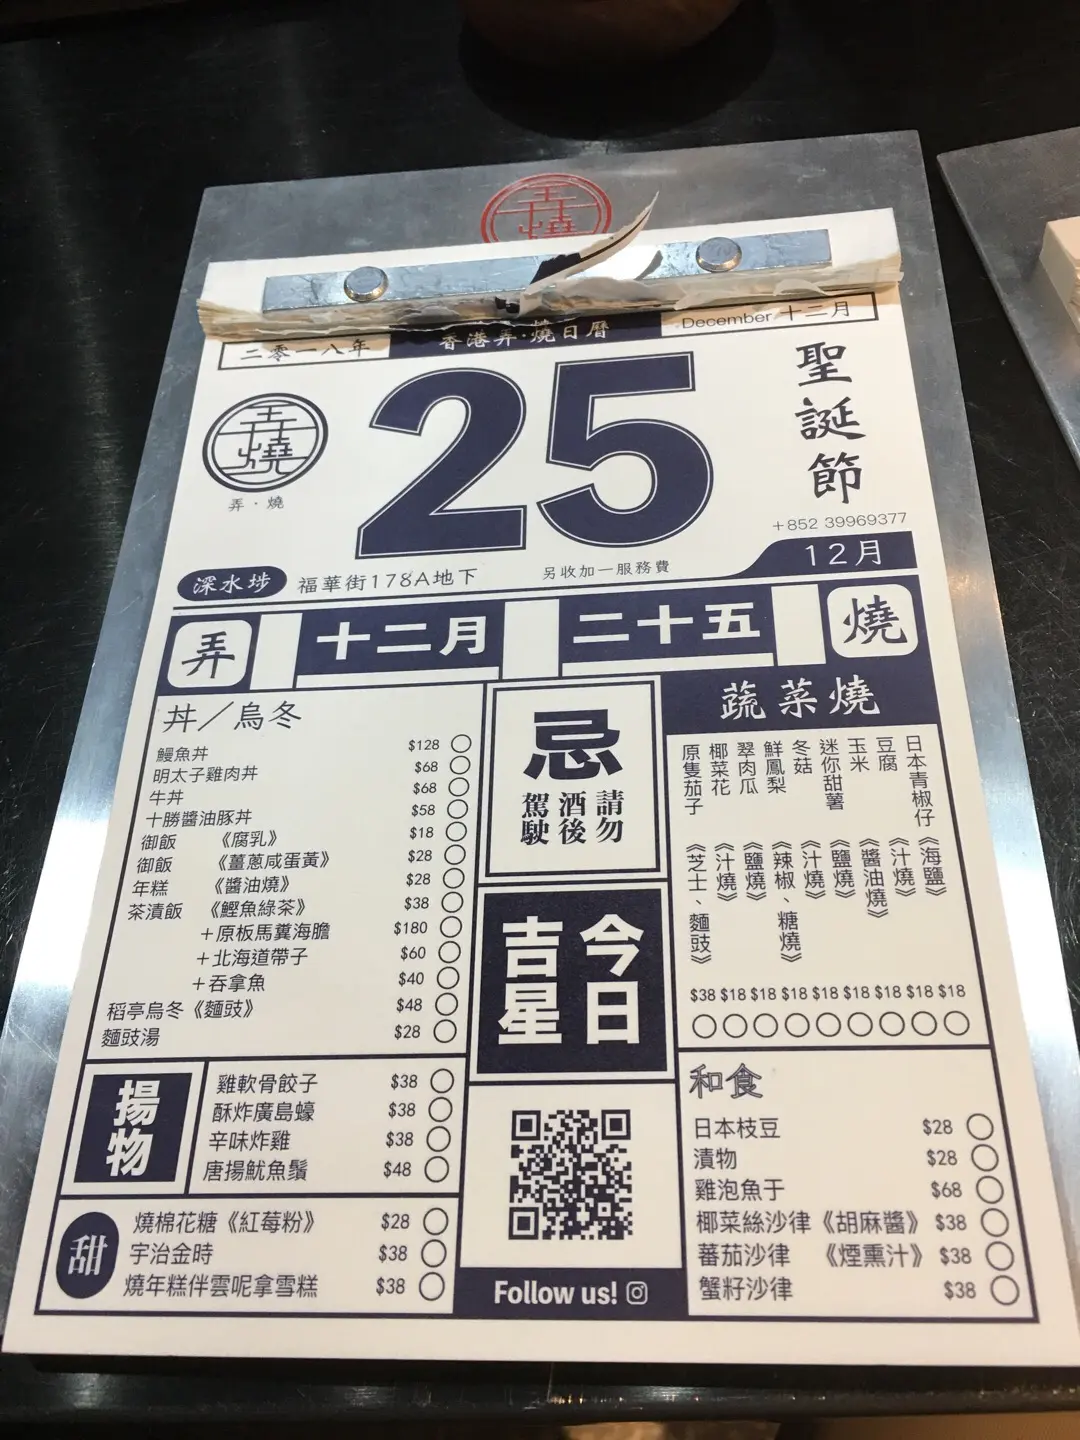 二零一八年
香港弄·燒日曆
December 十二月
25
聖誕節
弄·燒
+852 39969377
12月
深水埗
福華街178A地下
另收加一服務費
弄
十二月
二十五
燒
丼／烏冬
鰻魚丼 $128
明太子雞肉丼 $68
牛丼 $68
十勝醬油豚丼 $58
御飯 《腐乳》 $18
御飯 《薑蔥咸蛋黃》 $28
年糕 《醬油燒》 $28
茶漬飯 《鰹魚綠茶》 $38
＋原板馬糞海膽 $180
＋北海道帶子 $60
＋吞拿魚 $40
稻亭烏冬《麵豉》 $48
麵豉湯 $28
揚物
雞軟骨餃子 $38
酥炸廣島蠔 $38
辛味炸雞 $38
唐揚魷魚鬚 $48
甜
燒棉花糖《紅莓粉》 $28
宇治金時 $38
燒年糕伴雲呢拿雪糕 $38
忌
請勿
酒後
駕駛
今日
吉星
Follow us!
蔬菜燒
日本青椒仔 《海鹽》 $18
豆腐 《汁燒》 $18
玉米 《醬油燒》 $18
迷你甜薯 《鹽燒》 $18
冬菇 《汁燒》 $18
鮮鳳梨 《辣椒、糖燒》 $18
翠肉瓜 《鹽燒》 $18
椰菜花 《汁燒》 $18
原隻茄子 《芝士、麵豉》 $38
和食
日本枝豆 $28
漬物 $28
雞泡魚于 $68
椰菜絲沙律《胡麻醬》 $38
蕃茄沙律 《煙熏汁》 $38
蟹籽沙律 $38